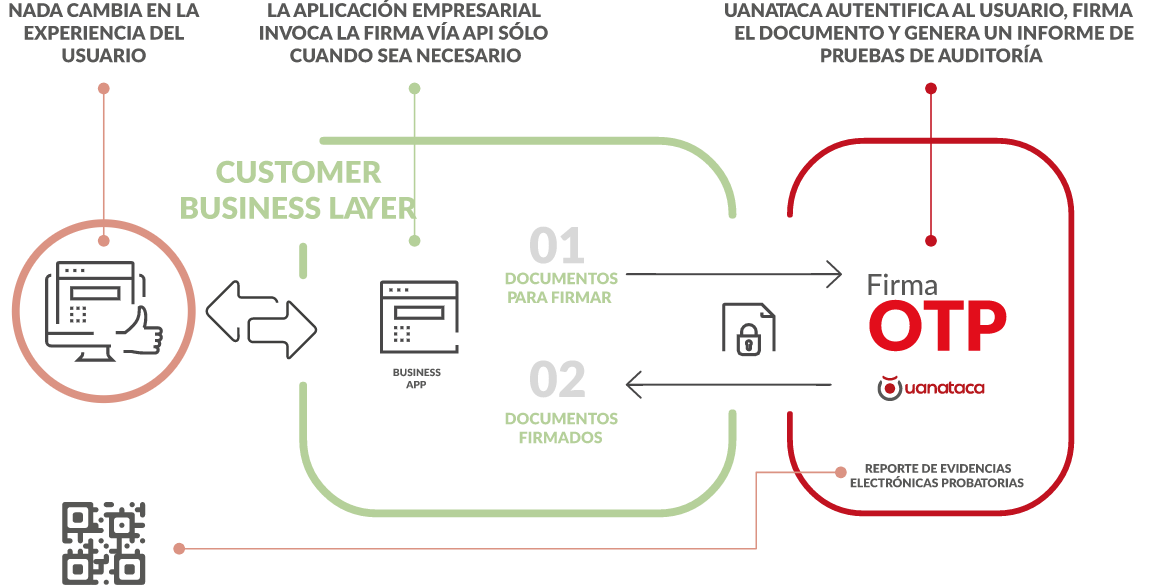 NADA CAMBIA EN LA
EXPERIENCIA DEL
USUARIO
LA APLICACIÓN EMPRESARIAL
INVOCA LA FIRMA VÍA API SÓLO
CUANDO SEA NECESARIO
UANATACA AUTENTIFICA AL USUARIO, FIRMA
EL DOCUMENTO Y GENERA UN INFORME DE
PRUEBAS DE AUDITORÍA
CUSTOMER
BUSINESS LAYER
01
DOCUMENTOS
PARA FIRMAR
BUSINESS
APP
02
DOCUMENTOS
FIRMADOS
Firma
OTP
uanataca
REPORTE DE EVIDENCIAS
ELECTRÓNICAS PROBATORIAS